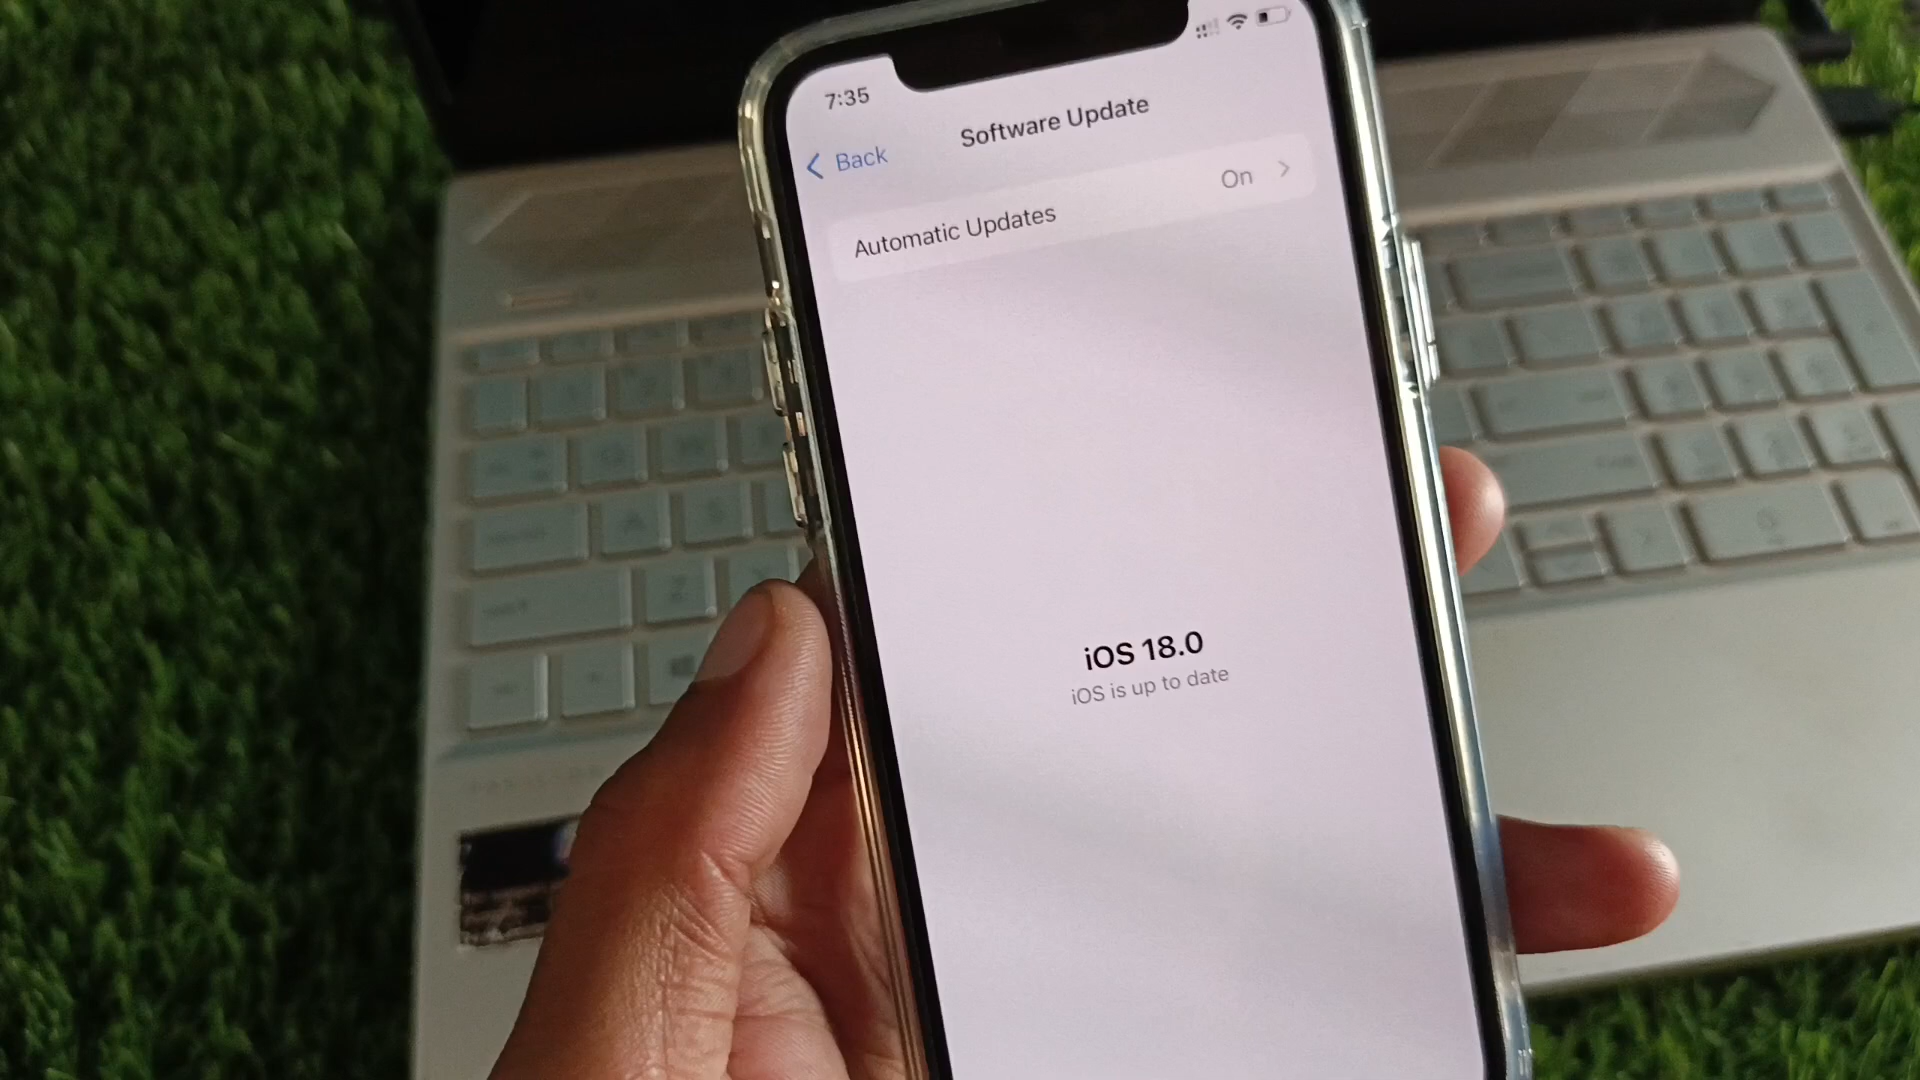 7:35
Back
Software Update
Automatic Updates
On
iOS 18.0
iOS is up to date